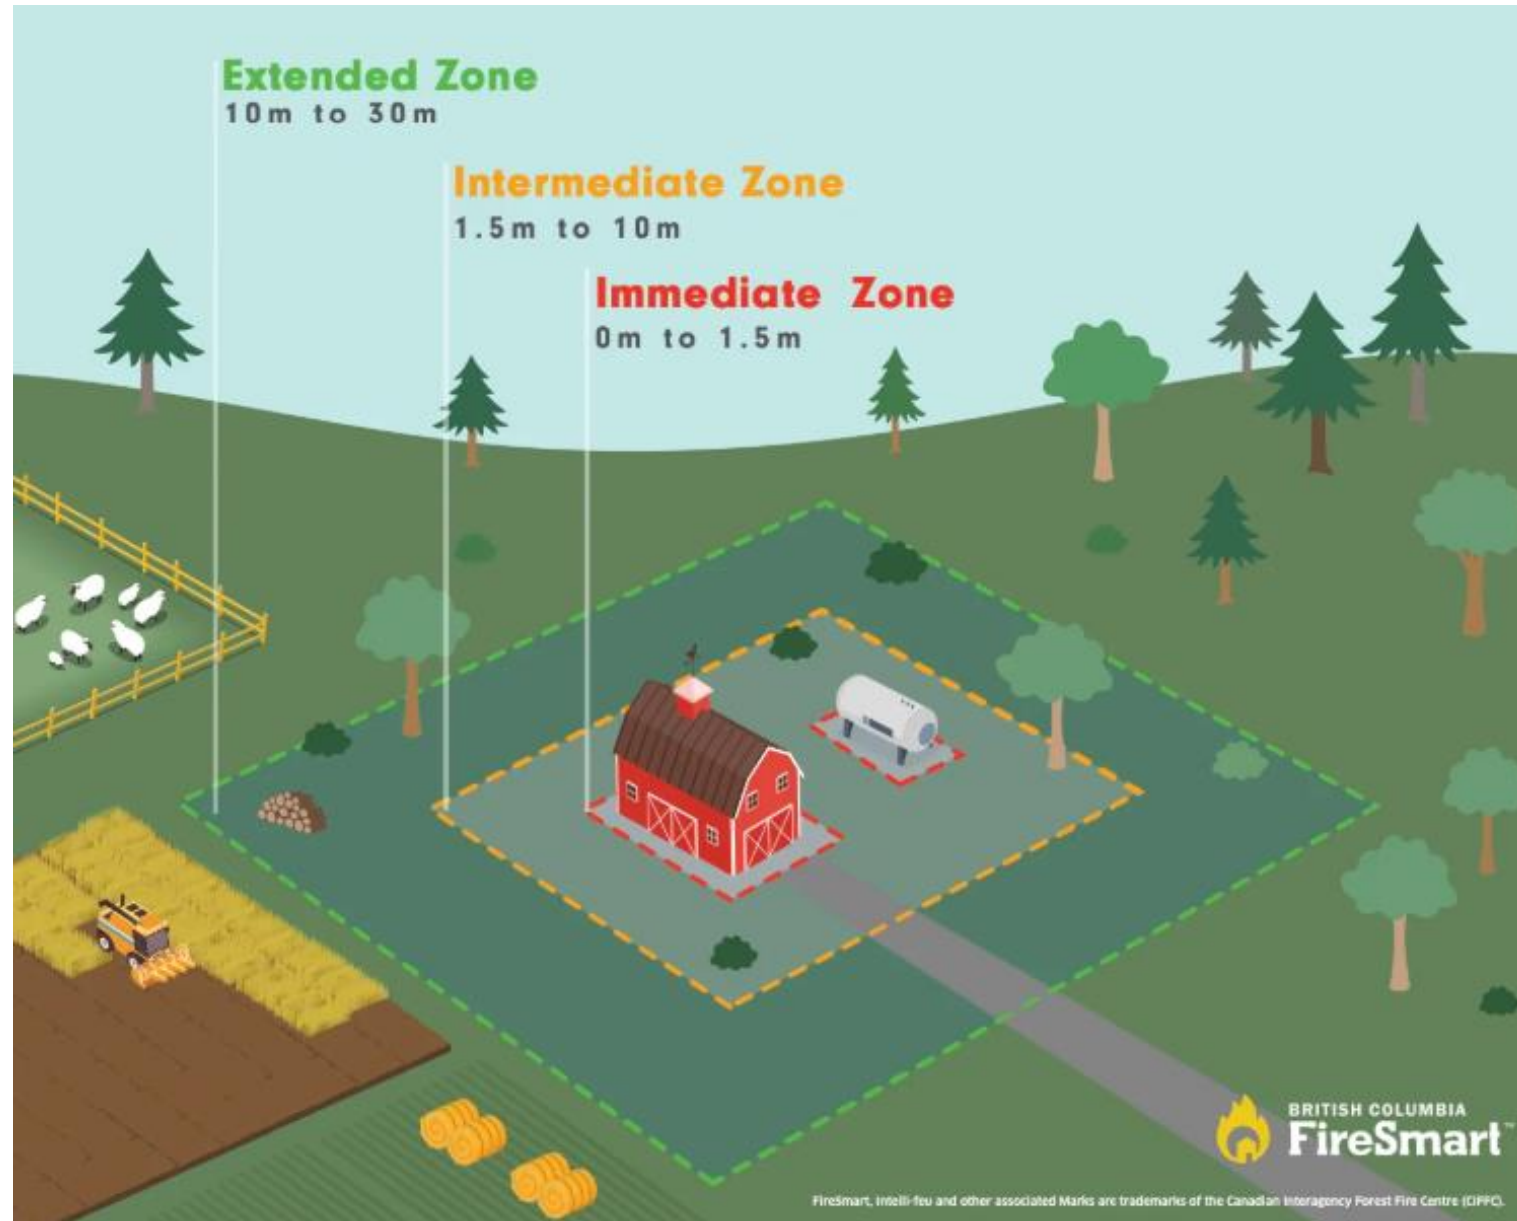 Extended Zone
10m to 30m
Intermediate Zone
1.5m to 10m
Immediate Zone
0m to 1.5m
BRITISH COLUMBIA
FireSmart™
FireSmart, Intelli-feu and other associated Marks are trademarks of the Canadian Interagency Forest Fire Centre (CIFFC).